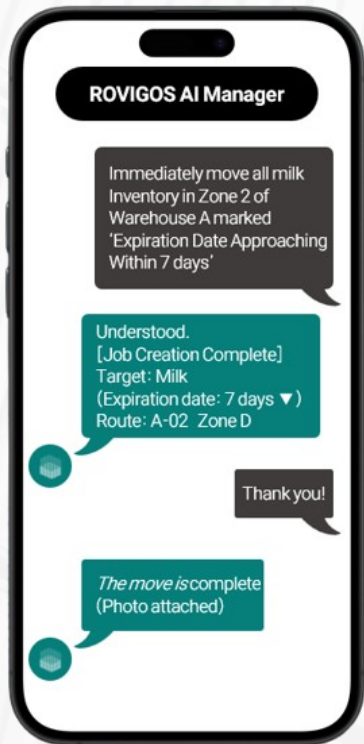 ROVIGOS AI Manager
Immediately move all milk
Inventory in Zone 2 of
Warehouse A marked
‘Expiration Date Approaching
Within 7 days’
Understood.
[Job Creation Complete]
Target: Milk
(Expiration date: 7 days ▼)
Route: A-02 Zone D
Thank you!
The move is complete
(Photo attached)